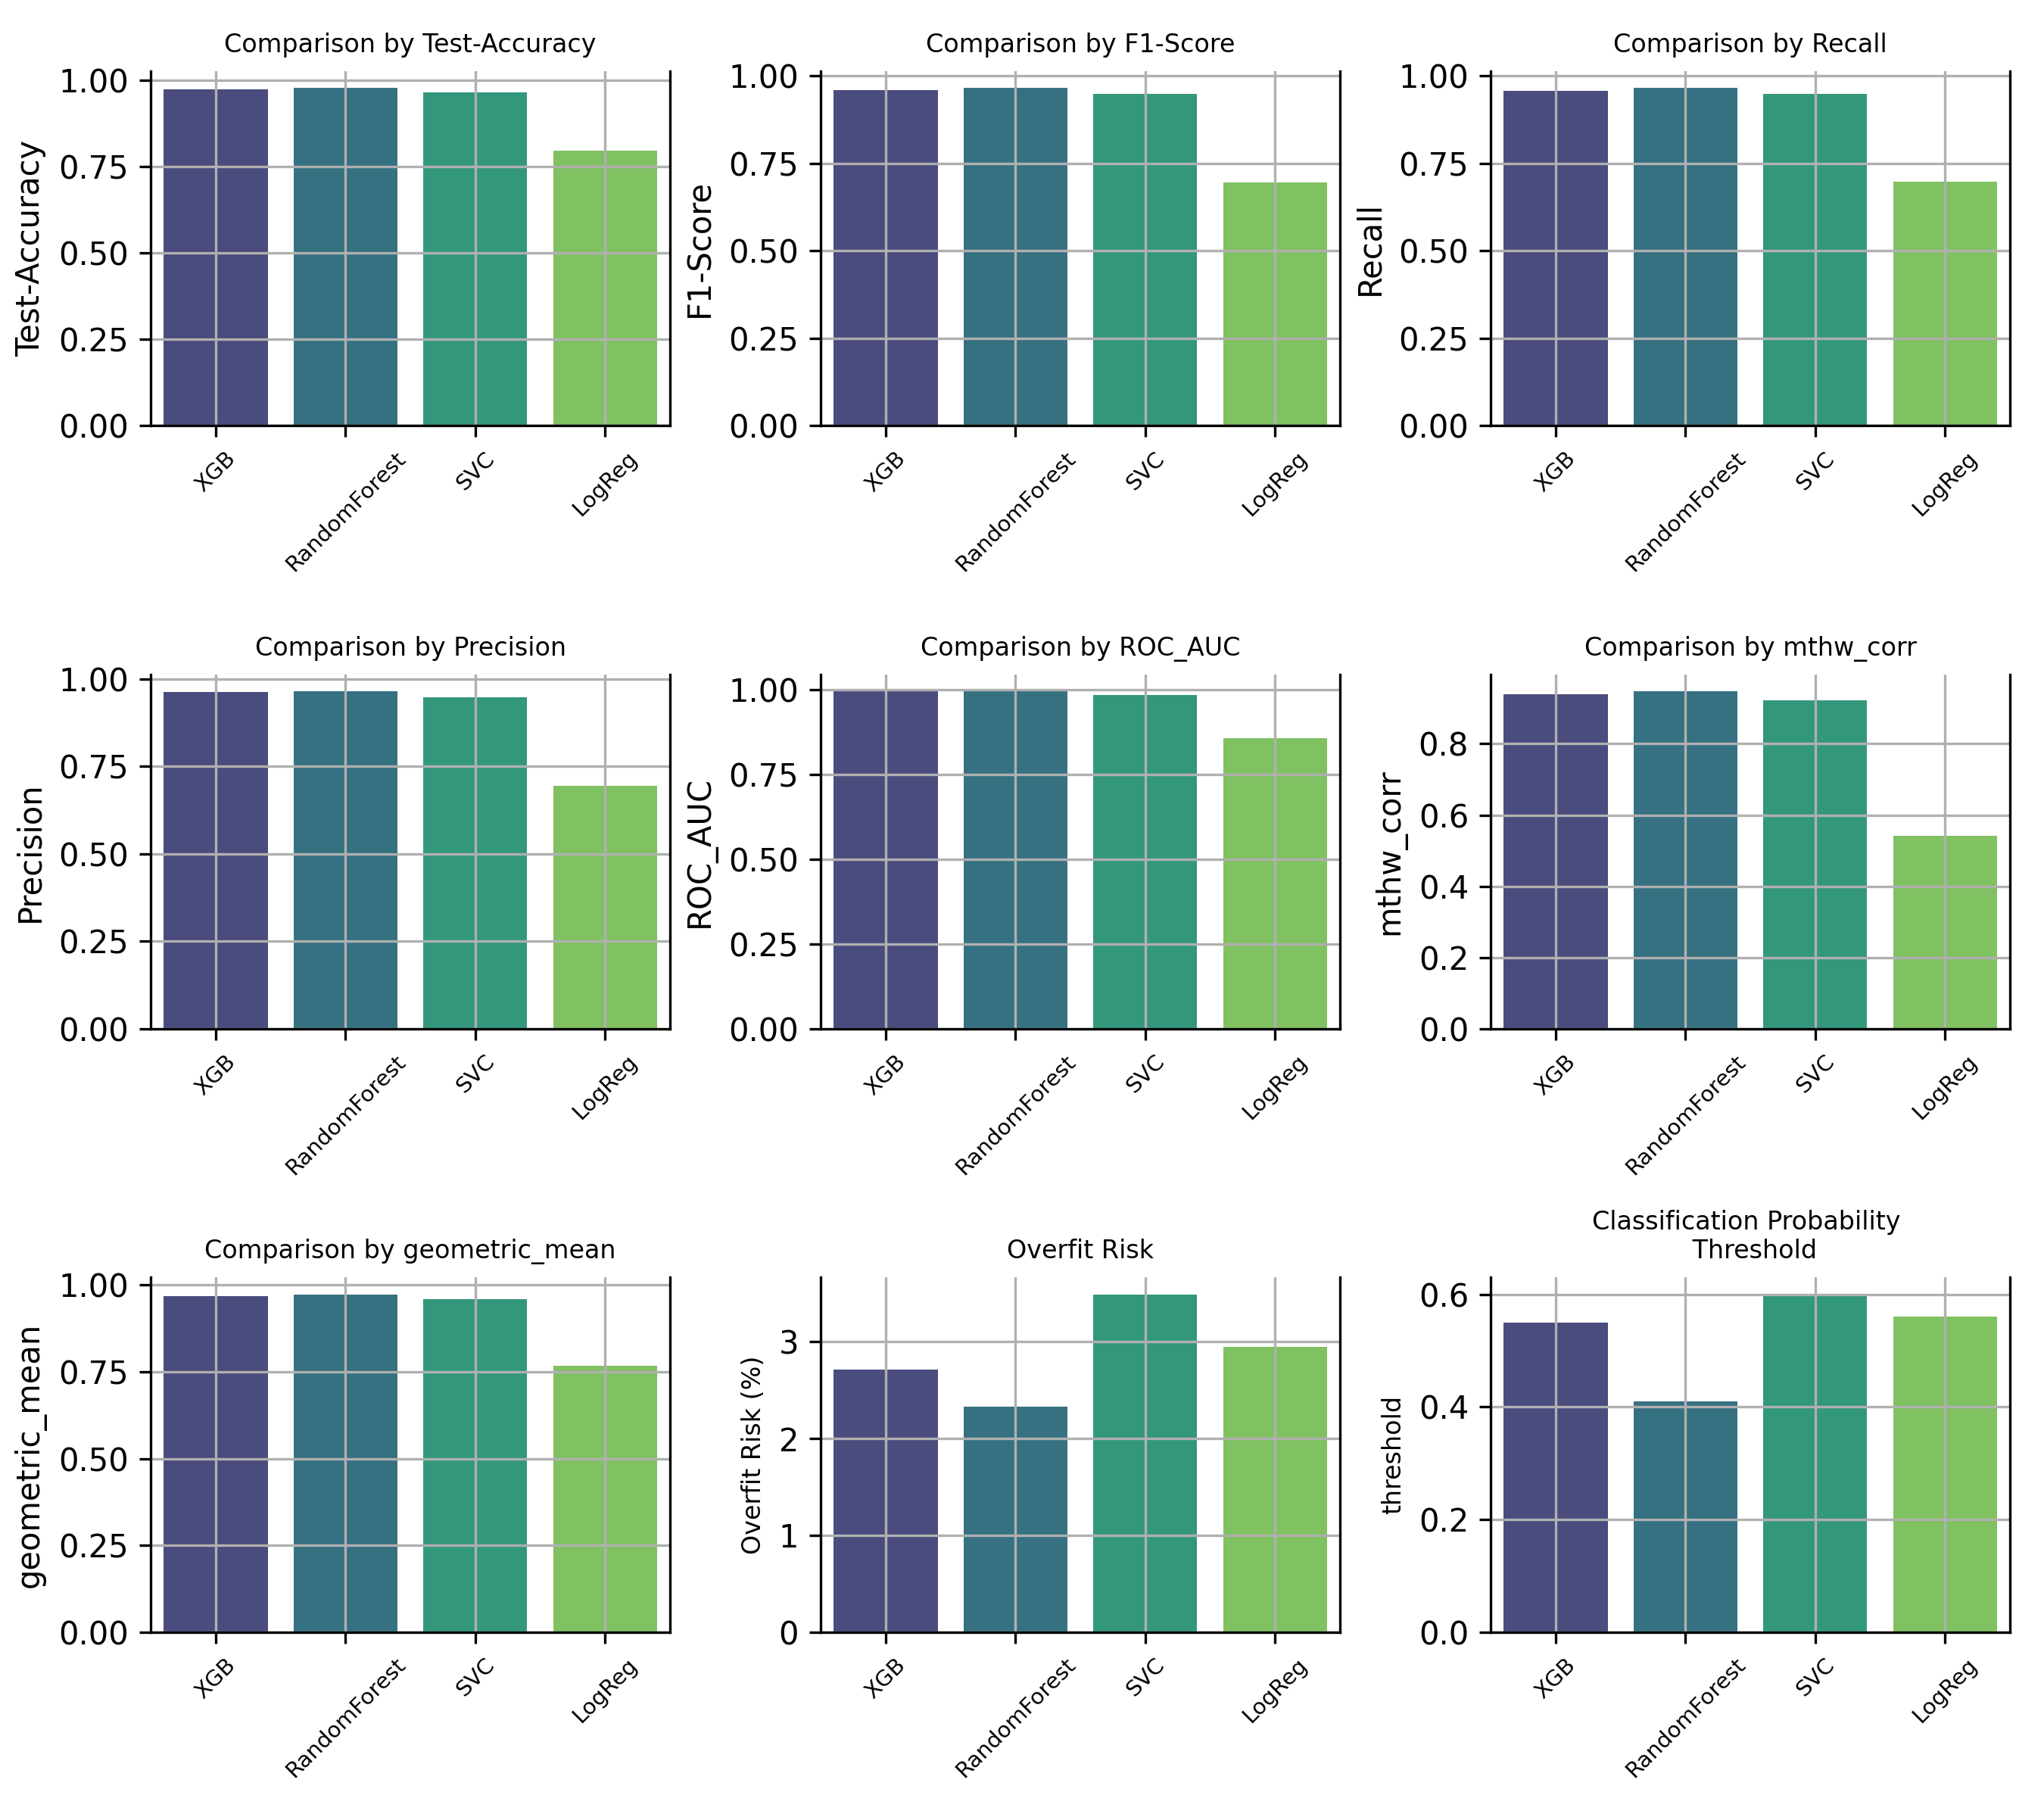 Comparison by Test-Accuracy
Test-Accuracy
1.00
0.75
0.50
0.25
0.00
XGB
RandomForest
SVC
LogReg
Comparison by F1-Score
F1-Score
1.00
0.75
0.50
0.25
0.00
XGB
RandomForest
SVC
LogReg
Comparison by Recall
Recall
1.00
0.75
0.50
0.25
0.00
XGB
RandomForest
SVC
LogReg
Comparison by Precision
Precision
1.00
0.75
0.50
0.25
0.00
XGB
RandomForest
SVC
LogReg
Comparison by ROC_AUC
ROC_AUC
1.00
0.75
0.50
0.25
0.00
XGB
RandomForest
SVC
LogReg
Comparison by mthw_corr
mthw_corr
0.8
0.6
0.4
0.2
0.0
XGB
RandomForest
SVC
LogReg
Comparison by geometric_mean
geometric_mean
1.00
0.75
0.50
0.25
0.00
XGB
RandomForest
SVC
LogReg
Overfit Risk
Overfit Risk (%)
3
2
1
0
XGB
RandomForest
SVC
LogReg
Classification Probability
Threshold
threshold
0.6
0.4
0.2
0.0
XGB
RandomForest
SVC
LogReg